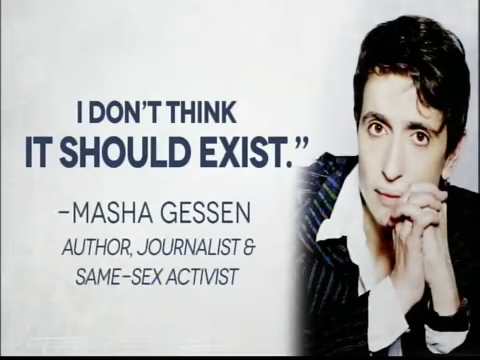 I DON'T THINK
IT SHOULD EXIST."
–MASHA GESSEN
AUTHOR, JOURNALIST &
SAME-SEX ACTIVIST